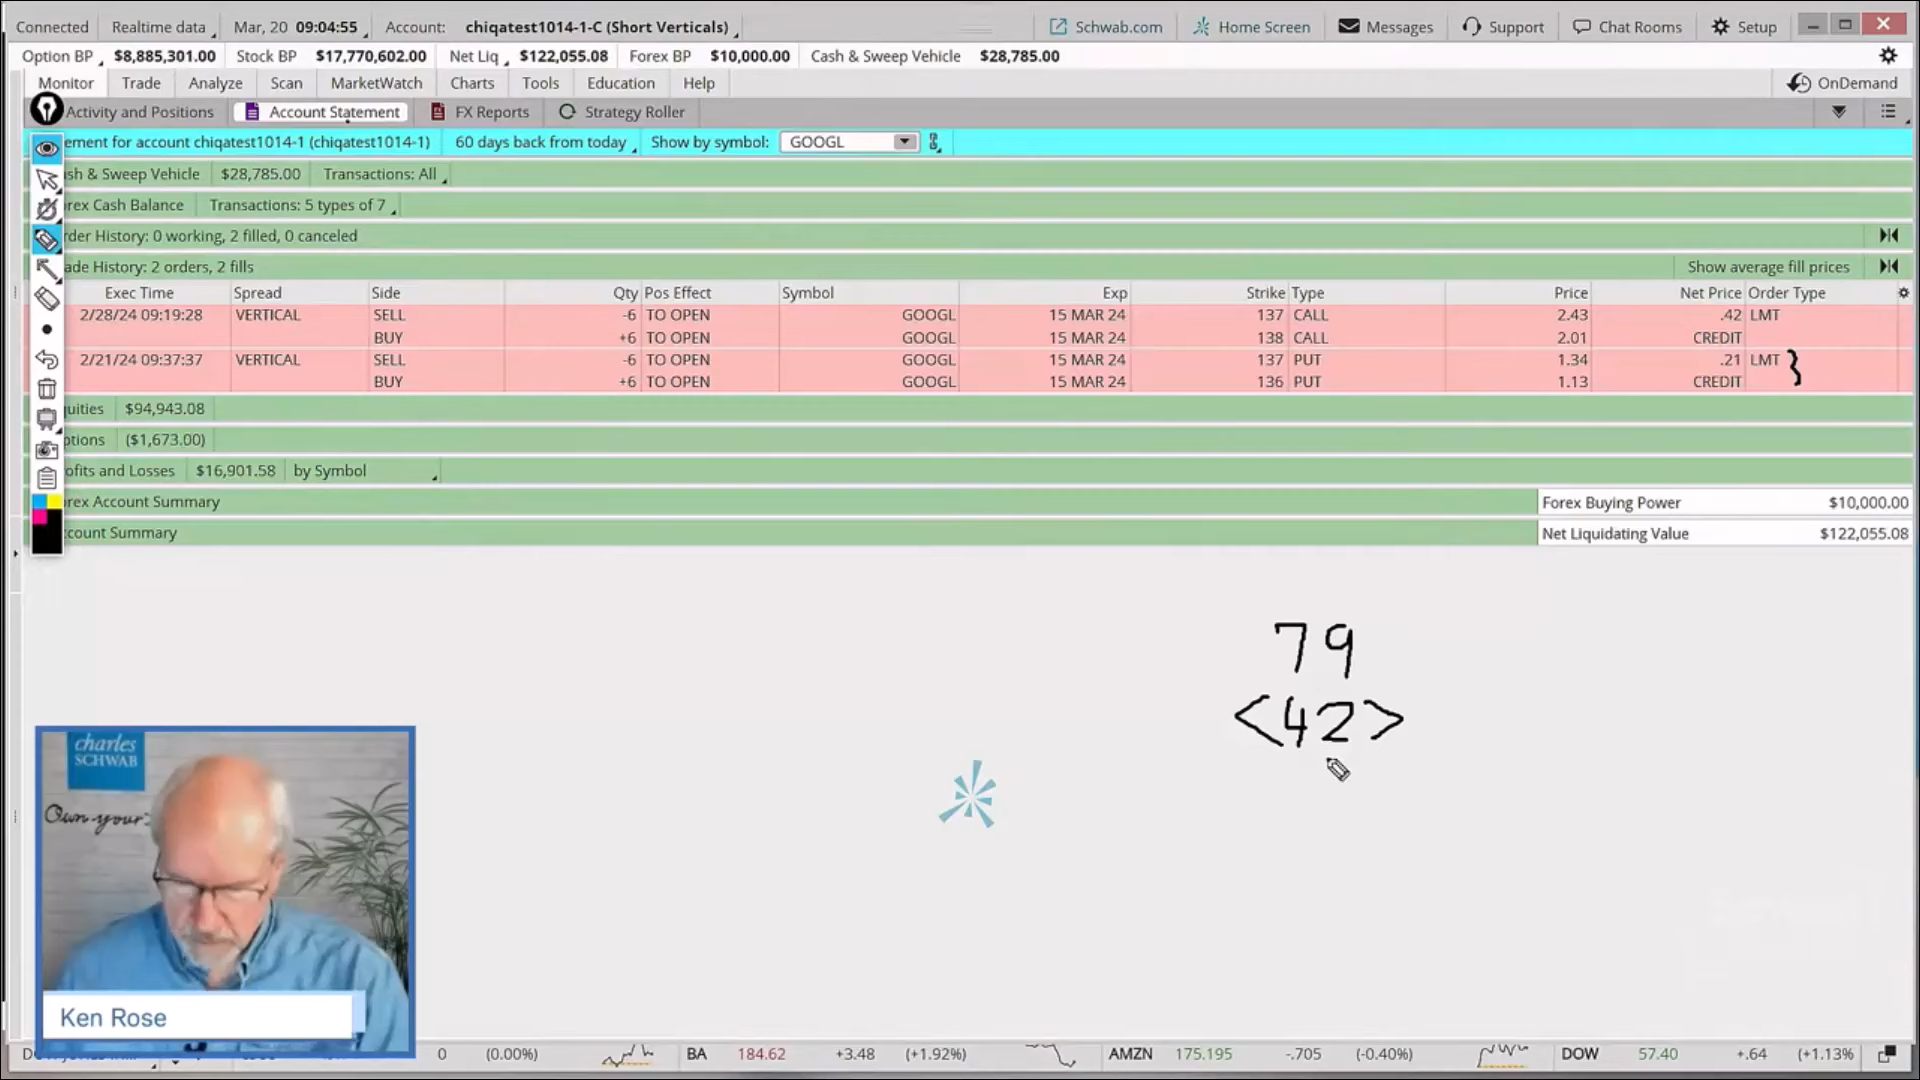 Connected Realtime data Mar, 20 09:04:55 Account: chiqatest1014-1-C (Short Verticals) Schwab.com Home Screen Messages Support Chat Rooms Setup
Option BP $8,885,301.00 Stock BP $17,770,602.00 Net Liq $122,055.08 Forex BP $10,000.00 Cash & Sweep Vehicle $28,785.00
Monitor Trade Analyze Scan MarketWatch Charts Tools Education Help OnDemand
Activity and Positions Account Statement FX Reports Strategy Roller
ement for account chiqatest1014-1 (chiqatest1014-1) 60 days back from today Show by symbol: GOOGL
ash & Sweep Vehicle $28,785.00 Transactions: All
orex Cash Balance Transactions: 5 types of 7
rder History: 0 working, 2 filled, 0 canceled
ade History: 2 orders, 2 fills Show average fill prices
Exec Time Spread Side Qty Pos Effect Symbol Exp Strike Type Price Net Price Order Type
2/28/24 09:19:28 VERTICAL SELL -6 TO OPEN GOOGL 15 MAR 24 137 CALL 2.43 .42 LMT
BUY +6 TO OPEN GOOGL 15 MAR 24 138 CALL 2.01 CREDIT
2/21/24 09:37:37 VERTICAL SELL -6 TO OPEN GOOGL 15 MAR 24 137 PUT 1.34 .21 LMT }
BUY +6 TO OPEN GOOGL 15 MAR 24 136 PUT 1.13 CREDIT
uities $94,943.08
ptions ($1,673.00)
ofits and Losses $16,901.58 by Symbol
orex Account Summary Forex Buying Power $10,000.00
ccount Summary Net Liquidating Value $122,055.08
79
<42>
charles
SCHWAB
Own your
Ken Rose
0 (0.00%) BA 184.62 +3.48 (+1.92%) AMZN 175.195 -.705 (-0.40%) DOW 57.40 +.64 (+1.13%)